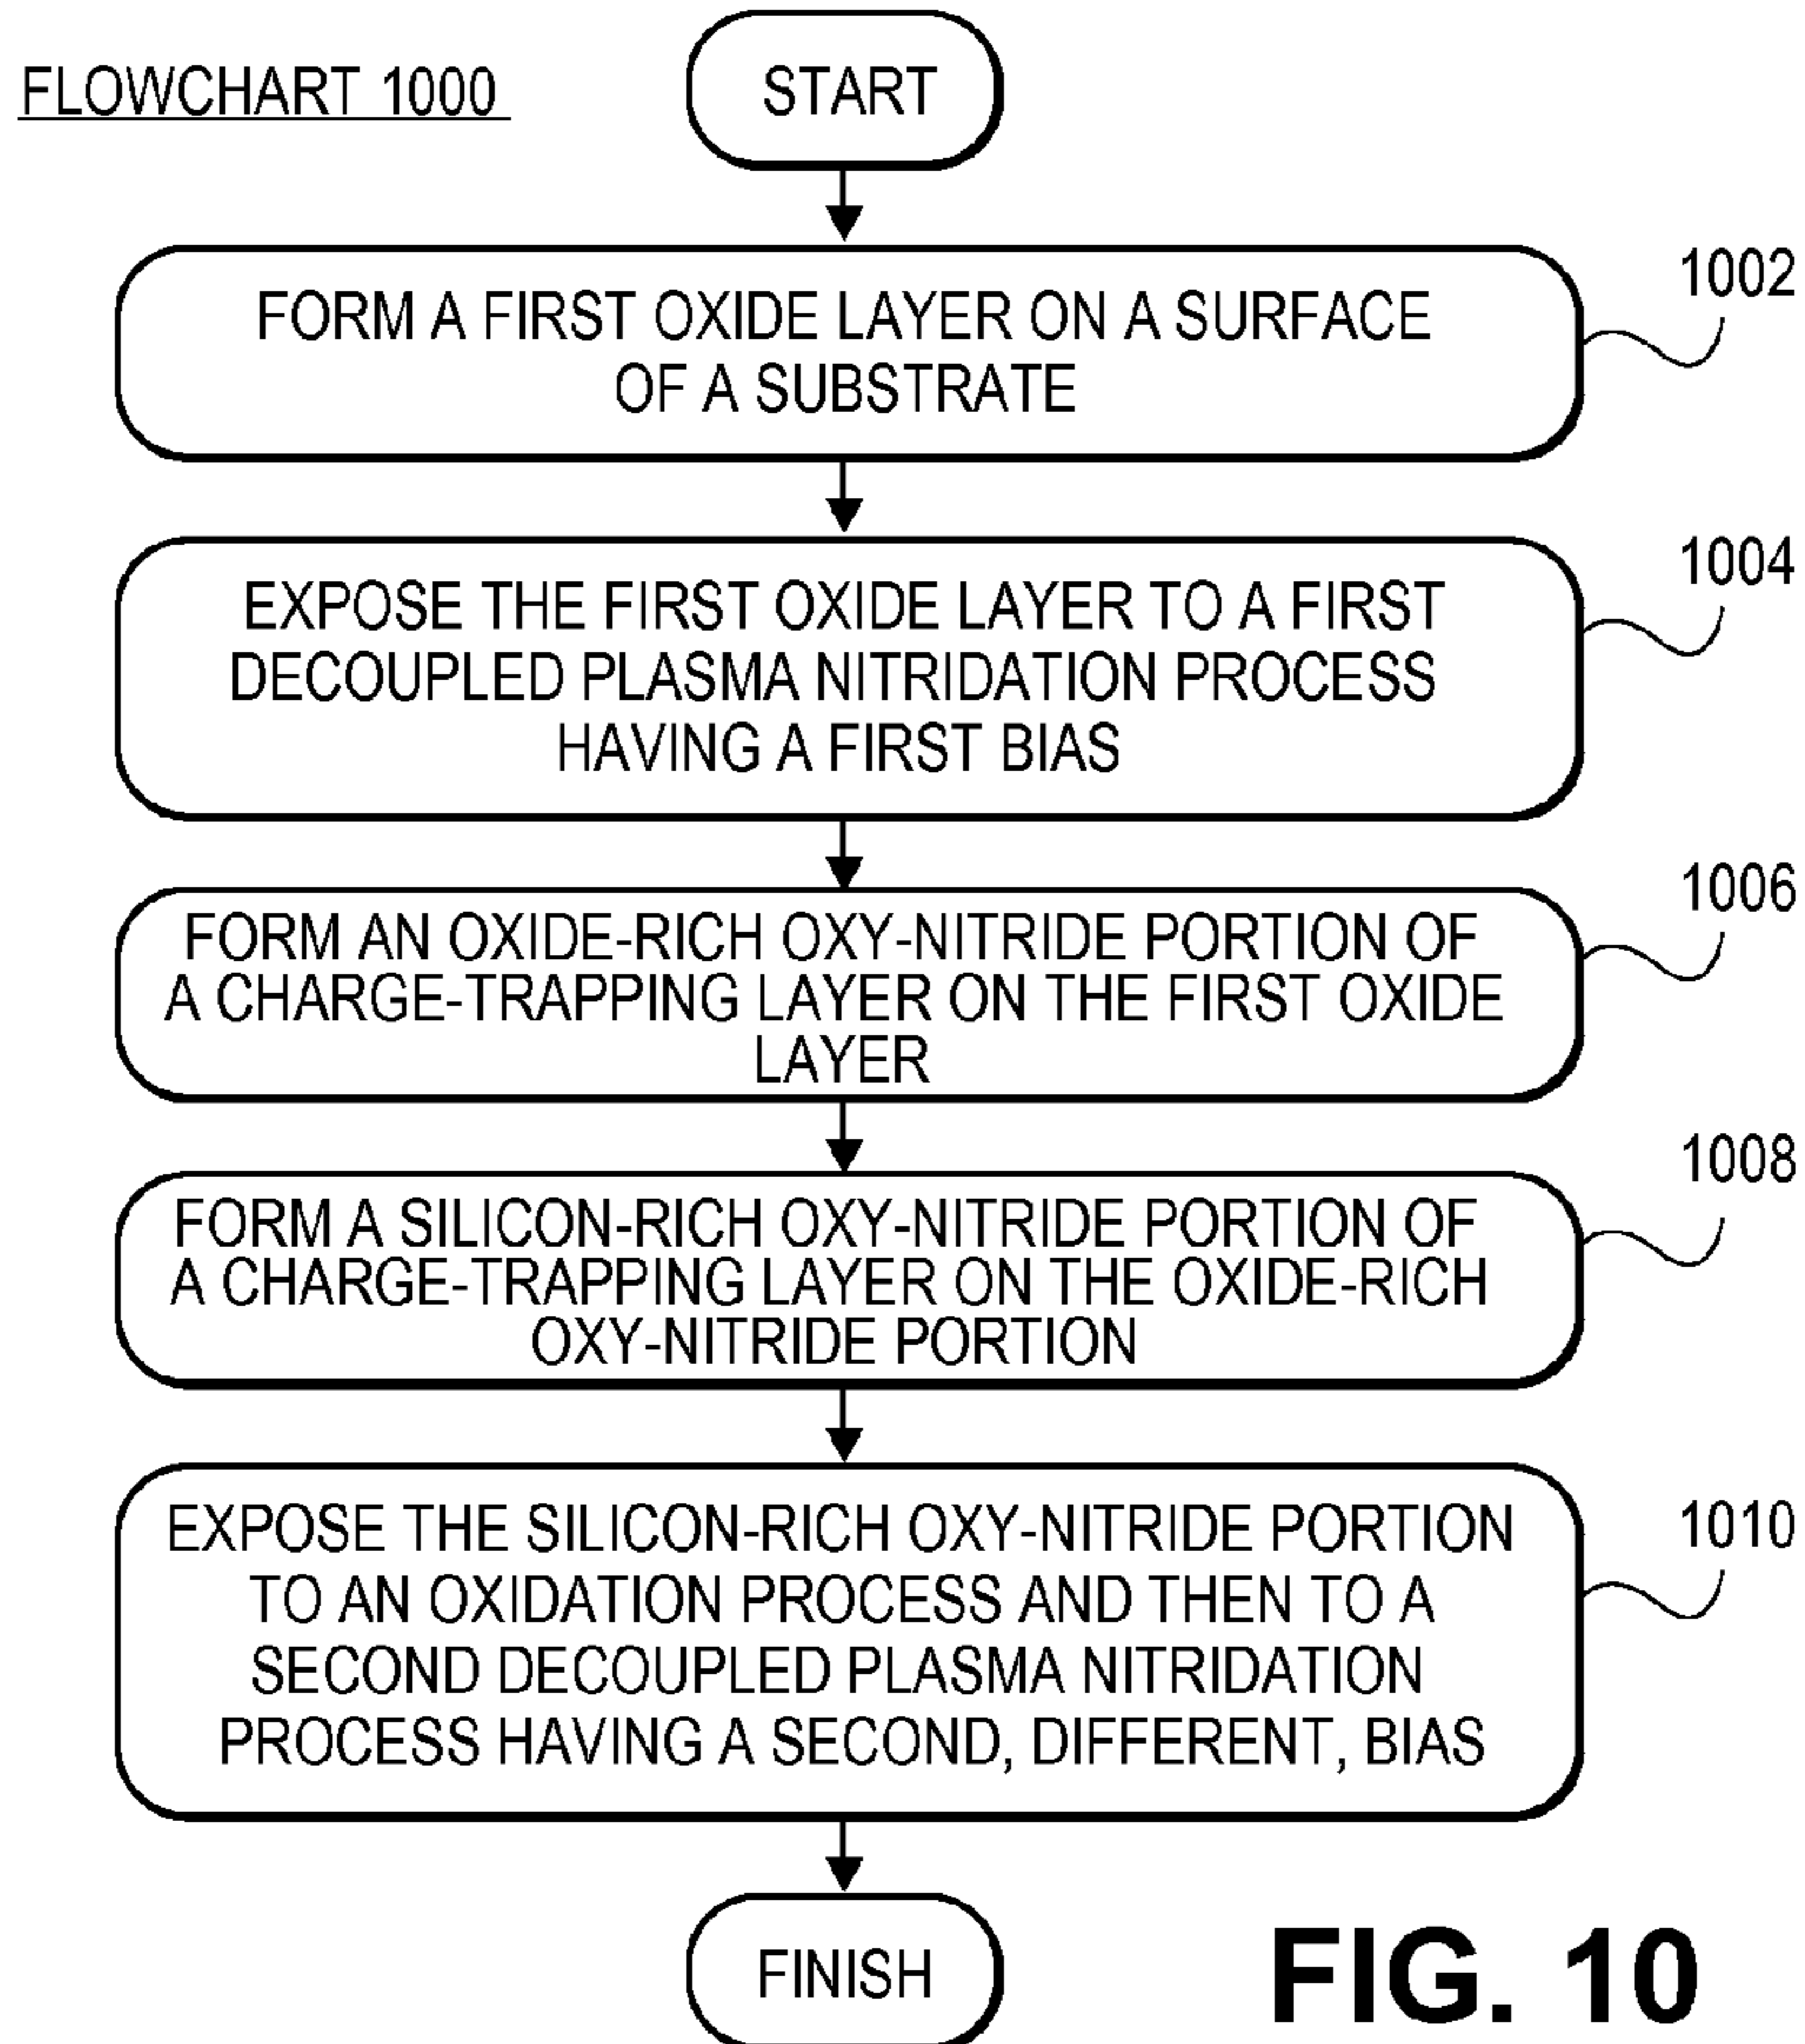 FLOWCHART 1000
START
1002
FORM A FIRST OXIDE LAYER ON A SURFACE
OF A SUBSTRATE
1004
EXPOSE THE FIRST OXIDE LAYER TO A FIRST
DECOUPLED PLASMA NITRIDATION PROCESS
HAVING A FIRST BIAS
1006
FORM AN OXIDE-RICH OXY-NITRIDE PORTION OF
A CHARGE-TRAPPING LAYER ON THE FIRST OXIDE
LAYER
1008
FORM A SILICON-RICH OXY-NITRIDE PORTION OF
A CHARGE-TRAPPING LAYER ON THE OXIDE-RICH
OXY-NITRIDE PORTION
1010
EXPOSE THE SILICON-RICH OXY-NITRIDE PORTION
TO AN OXIDATION PROCESS AND THEN TO A
SECOND DECOUPLED PLASMA NITRIDATION
PROCESS HAVING A SECOND, DIFFERENT, BIAS
FINISH
FIG. 10